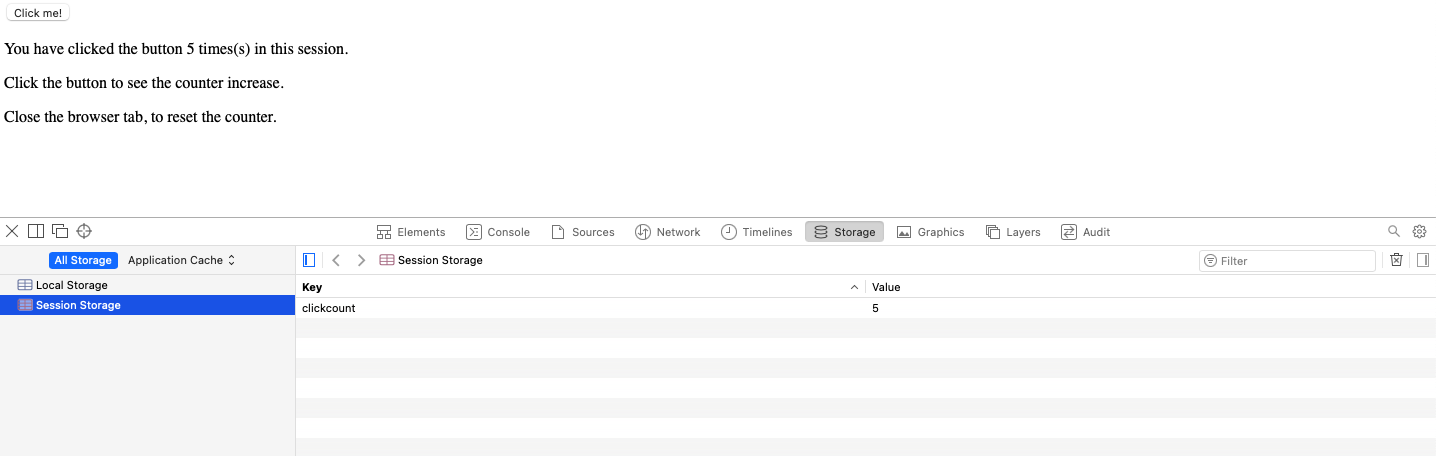 Click me!
You have clicked the button 5 times(s) in this session.
Click the button to see the counter increase.
Close the browser tab, to reset the counter.
Elements Console Sources Network Timelines Storage Graphics Layers Audit
All Storage Application Cache Session Storage Filter
Local Storage
Key Value
Session Storage
clickcount 5